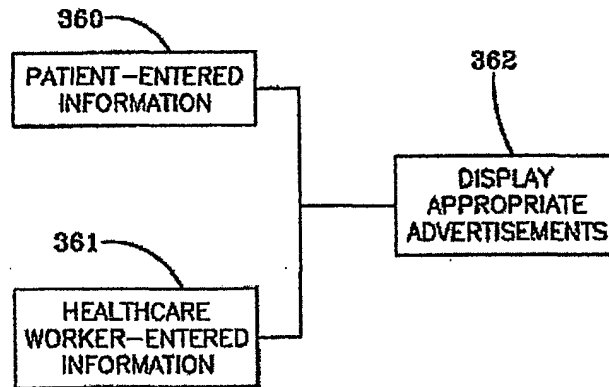 360
PATIENT-ENTERED
INFORMATION
362
DISPLAY
APPROPRIATE
ADVERTISEMENTS
361
HEALTHCARE
WORKER-ENTERED
INFORMATION